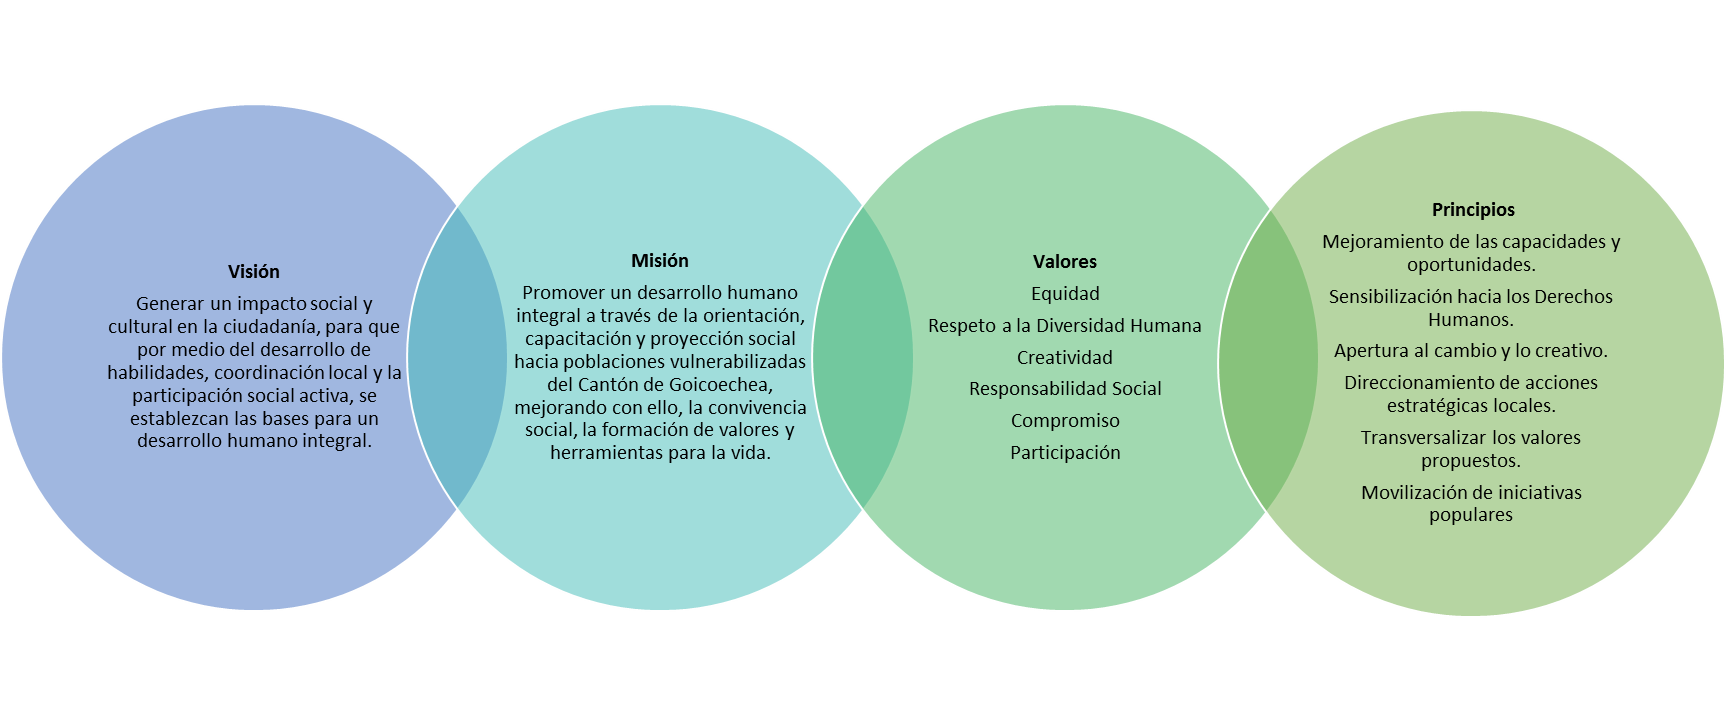 Visión
Generar un impacto social y
cultural en la ciudadanía, para que
por medio del desarrollo de
habilidades, coordinación local y la
participación social activa, se
establezcan las bases para un
desarrollo humano integral.
Misión
Promover un desarrollo humano
integral a través de la orientación,
capacitación y proyección social
hacia poblaciones vulnerabilizadas
del Cantón de Goicoechea,
mejorando con ello, la convivencia
social, la formación de valores y
herramientas para la vida.
Valores
Equidad
Respeto a la Diversidad Humana
Creatividad
Responsabilidad Social
Compromiso
Participación
Principios
Mejoramiento de las capacidades y
oportunidades.
Sensibilización hacia los Derechos
Humanos.
Apertura al cambio y lo creativo.
Direccionamiento de acciones
estratégicas locales.
Transversalizar los valores
propuestos.
Movilización de iniciativas
populares